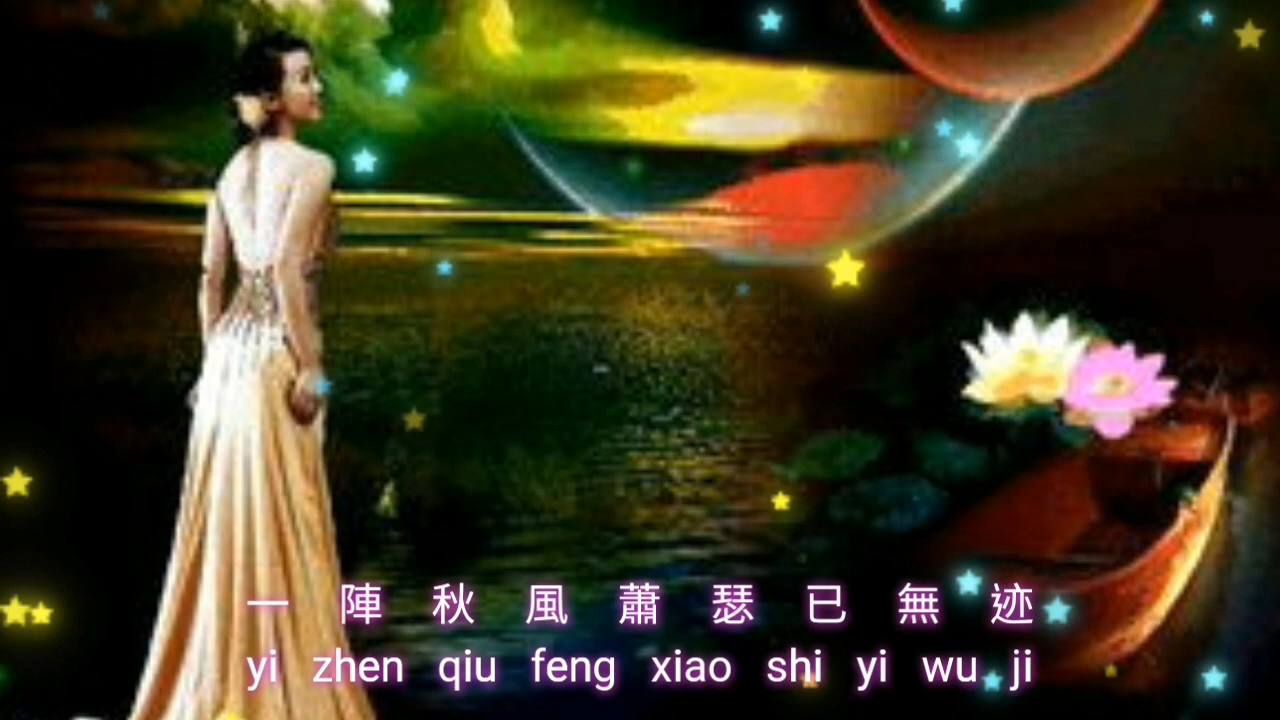 一 陣 秋 風 蕭 瑟 已 無 迹
yi zhen qiu feng xiao shi yi wu ji